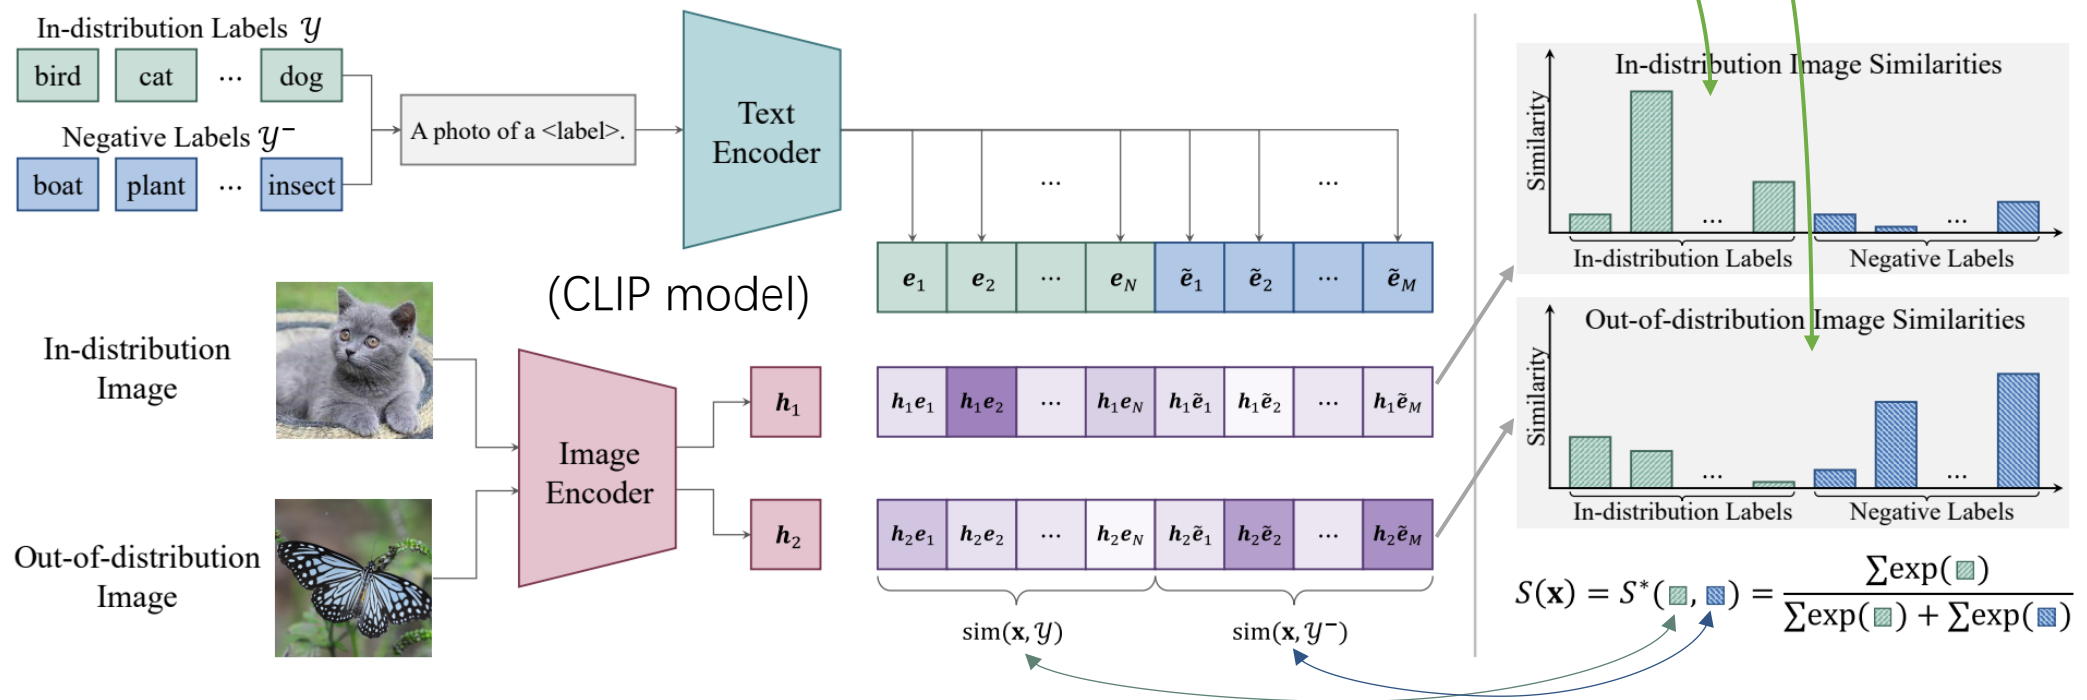 In-distribution Labels 𝒴
bird cat ... dog
Negative Labels 𝒴⁻
boat plant ... insect
A photo of a <label>.
Text
Encoder
... ...
e₁ e₂ ... e_N ẽ₁ ẽ₂ ... ẽ_M
(CLIP model)
In-distribution
Image
Out-of-distribution
Image
Image
Encoder
h₁
h₂
h₁e₁ h₁e₂ ... h₁e_N h₁ẽ₁ h₁ẽ₂ ... h₁ẽ_M
h₂e₁ h₂e₂ ... h₂e_N h₂ẽ₁ h₂ẽ₂ ... h₂ẽ_M
sim(x, 𝒴) sim(x, 𝒴⁻)
In-distribution Image Similarities
Similarity
... ...
In-distribution Labels Negative Labels
Out-of-distribution Image Similarities
Similarity
... ...
In-distribution Labels Negative Labels
S(x) = S*( , ) = ∑exp( ) / ∑exp( ) + ∑exp( )